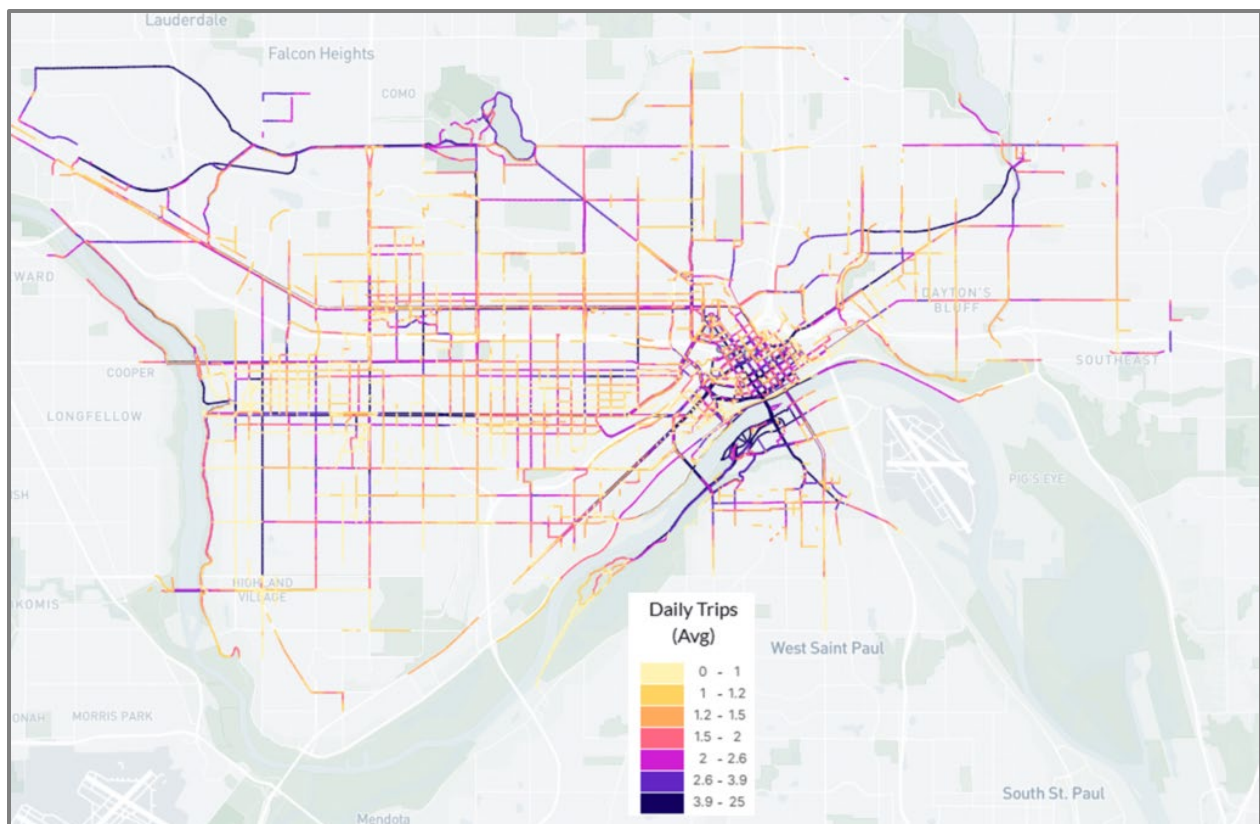 Lauderdale
Falcon Heights
COMO
WARD
DAYTON'S
BLUFF
COOPER
SOUTHEAST
LONGFELLOW
PIG'S EYE
SH
HIGHLAND
VILLAGE
KOMIS
Daily Trips
(Avg)
0 - 1
1 - 1.2
1.2 - 1.5
1.5 - 2
2 - 2.6
2.6 - 3.9
3.9 - 25
West Saint Paul
ONAH
MORRIS PARK
South St. Paul
Mendota